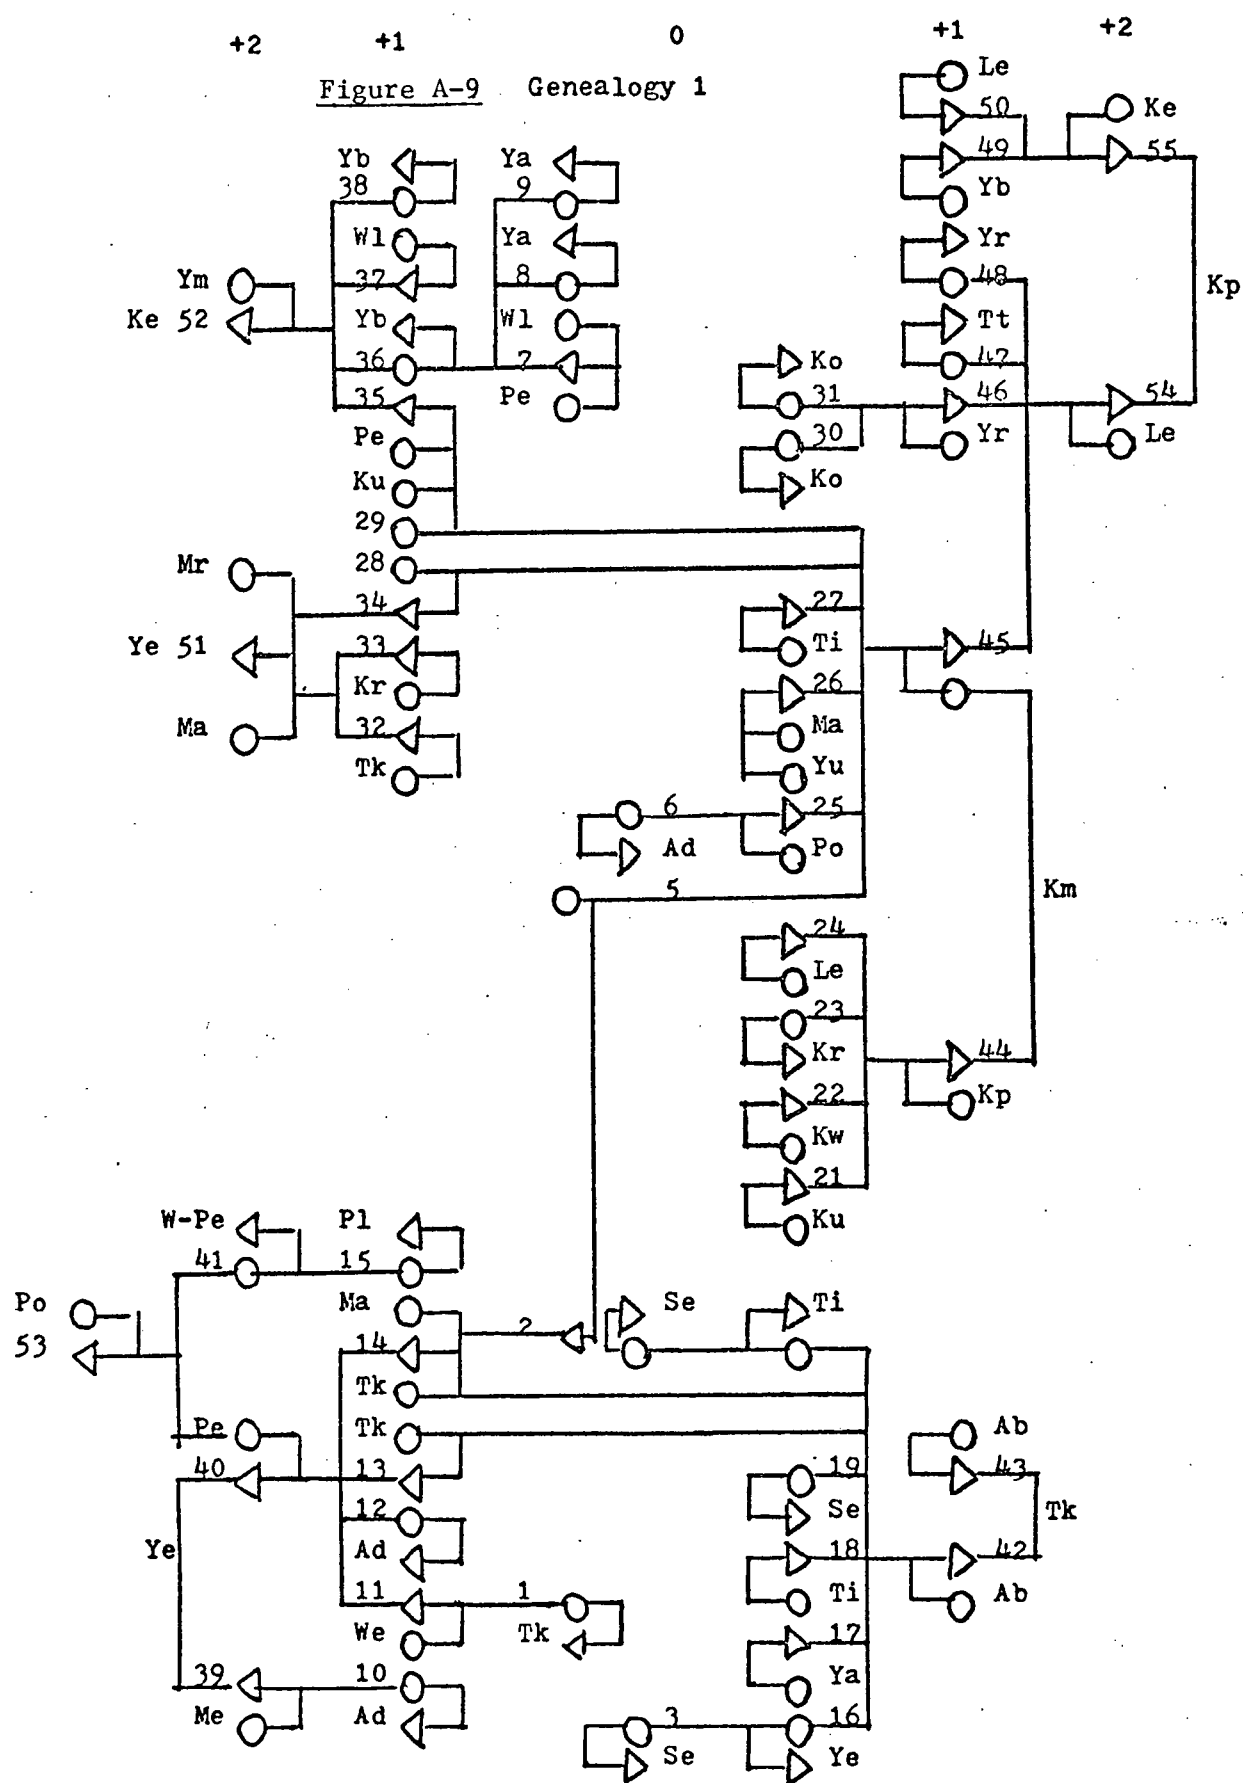 +2 +1 0 +1 +2
Figure A-9 Genealogy 1
Le
50 Ke
Yb Ya 49 55
38 9 Yb
Wl Ya Yr
Ym 37 8 48 Kp
Ke 52 Yb Wl Tt
36 7 Ko 47
35 Pe 31 46 54
Pe 30 Yr Le
Ku Ko
29
Mr 28
34 27
Ye 51 33 Ti 45
Kr 26
Ma 32 Ma
Tk Yu
6 25
Ad Po
5 Km
24
Le
23
Kr 44
22 Kp
Kw
21
W-Pe Pl Ku
41 15
Po Ma Se Ti
53 2
14
Tk
Pe Tk Ab
40 13 19 43
12 Se Tk
Ye Ad 18 42
11 1 Ti Ab
We Tk 17
39 10 Ya
Me Ad 3 16
Se Ye